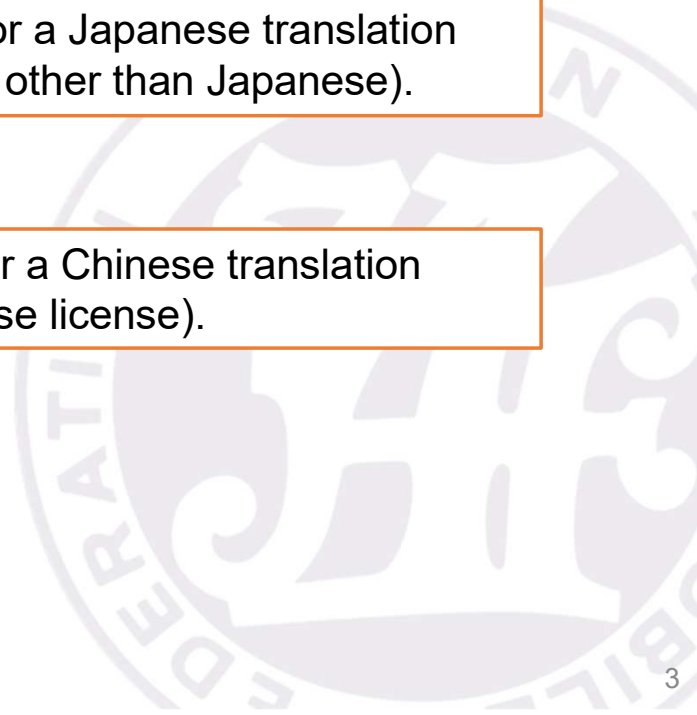 or a Japanese translation
other than Japanese).
r a Chinese translation
se license).
3